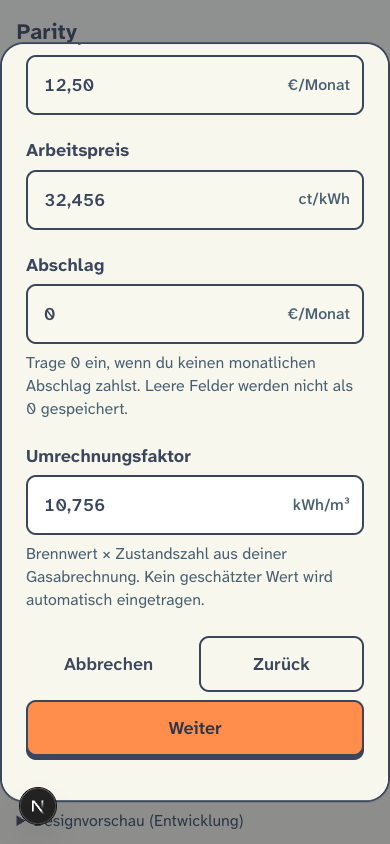 Parity
12,50
€/Monat
Arbeitspreis
32,456
ct/kWh
Abschlag
0
€/Monat
Trage 0 ein, wenn du keinen monatlichen
Abschlag zahlst. Leere Felder werden nicht als
0 gespeichert.
Umrechnungsfaktor
10,756
kWh/m³
Brennwert × Zustandszahl aus deiner
Gasabrechnung. Kein geschätzter Wert wird
automatisch eingetragen.
Abbrechen
Zurück
Weiter
N
Designvorschau (Entwicklung)